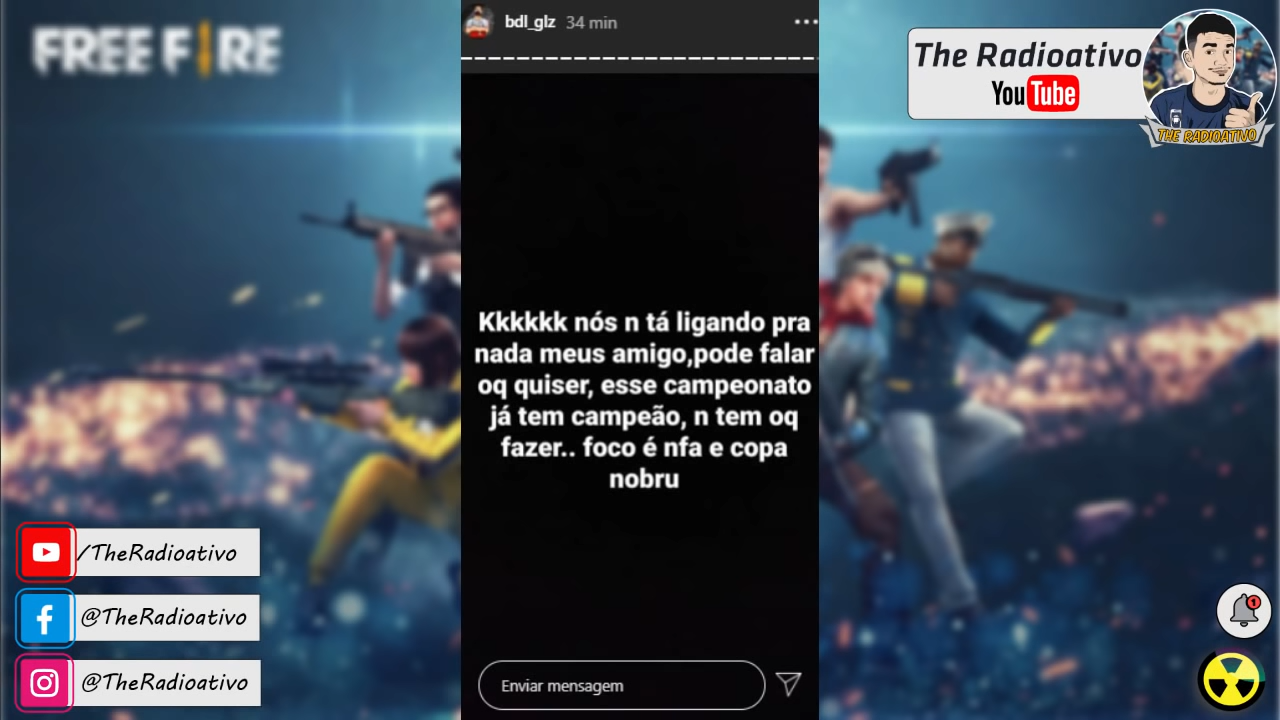 FREE FIRE
bdl_glz 34 min
The Radioativo
YouTube
THE RADIOATIVO
Kkkkkk nós n tá ligando pra
nada meus amigo,pode falar
oq quiser, esse campeonato
já tem campeão, n tem oq
fazer.. foco é nfa e copa
nobru
/TheRadioativo
@TheRadioativo
@TheRadioativo
1
Enviar mensagem